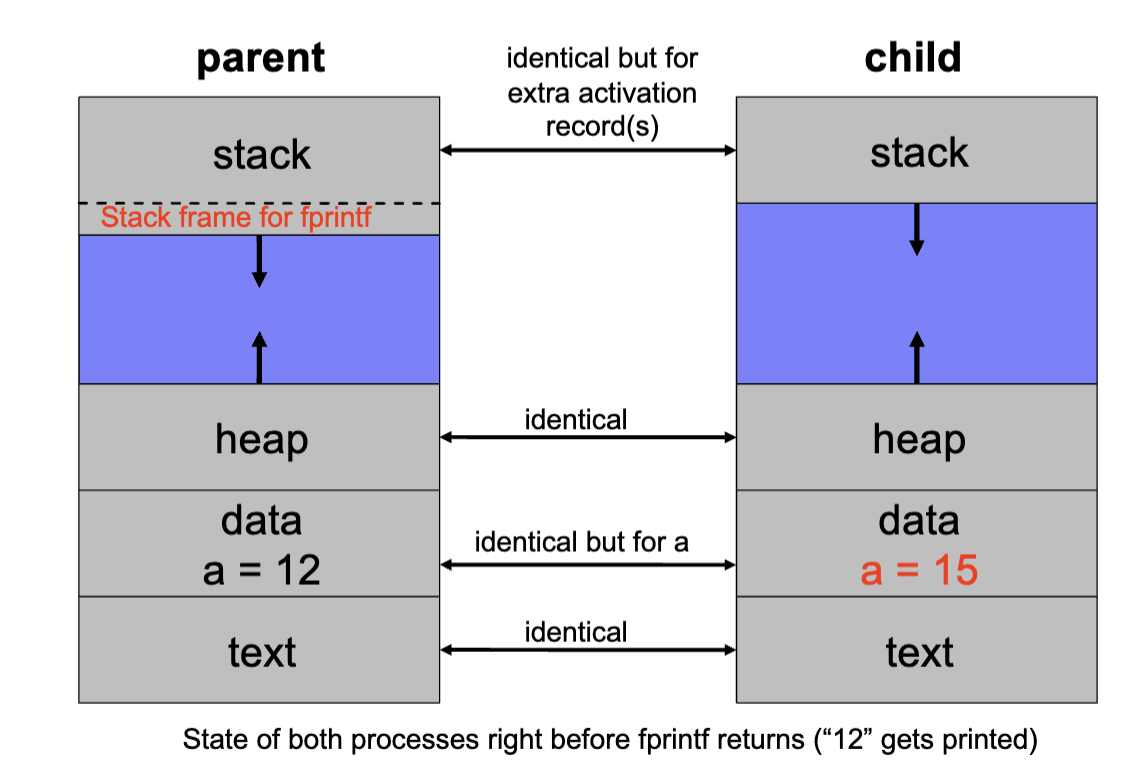 parent
identical but for
extra activation
record(s)
child
stack
stack
Stack frame for fprintf
identical
heap
heap
data
a = 12
identical but for a
data
a = 15
identical
text
text
State of both processes right before fprintf returns (“12” gets printed)